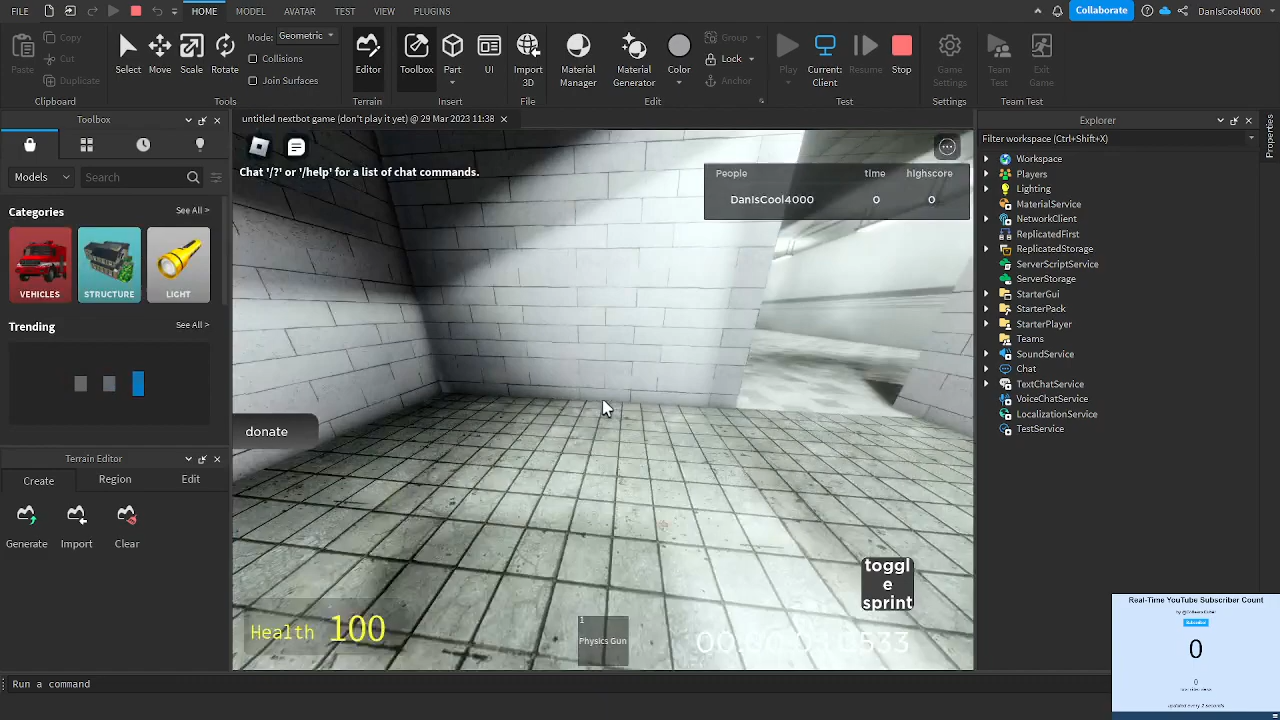 FILE HOME MODEL AVATAR TEST VIEW PLUGINS Collaborate DanIsCool4000
Paste Copy Cut Duplicate Select Move Scale Rotate Mode: Geometric Collisions Join Surfaces Editor Toolbox Part UI Import 3D Material Manager Material Generator Color Group Lock Anchor Play Current: Client Resume Stop Game Settings Team Test Exit Game
Clipboard Tools Terrain Insert File Edit Test Settings Team Test
Toolbox
untitled nextbot game (don't play it yet) @ 23 Mar 2023 11:38
Explorer
Properties
Filter workspace (Ctrl+Shift+X)
Models Search
Categories See All >
VEHICLES STRUCTURE LIGHT
Trending See All >
Terrain Editor
Create Region Edit
Generate Import Clear
Chat '/?' or '/help' for a list of chat commands.
People time highscore
DanIsCool4000 0 0
donate
toggl
e
sprint
Health 100
1
Physics Gun
Workspace
Players
Lighting
MaterialService
NetworkClient
ReplicatedFirst
ReplicatedStorage
ServerScriptService
ServerStorage
StarterGui
StarterPack
StarterPlayer
Teams
SoundService
Chat
TextChatService
VoiceChatService
LocalizationService
TestService
Real-Time YouTube Subscriber Count
Subscribe
0
0
updated every 2 seconds
Run a command